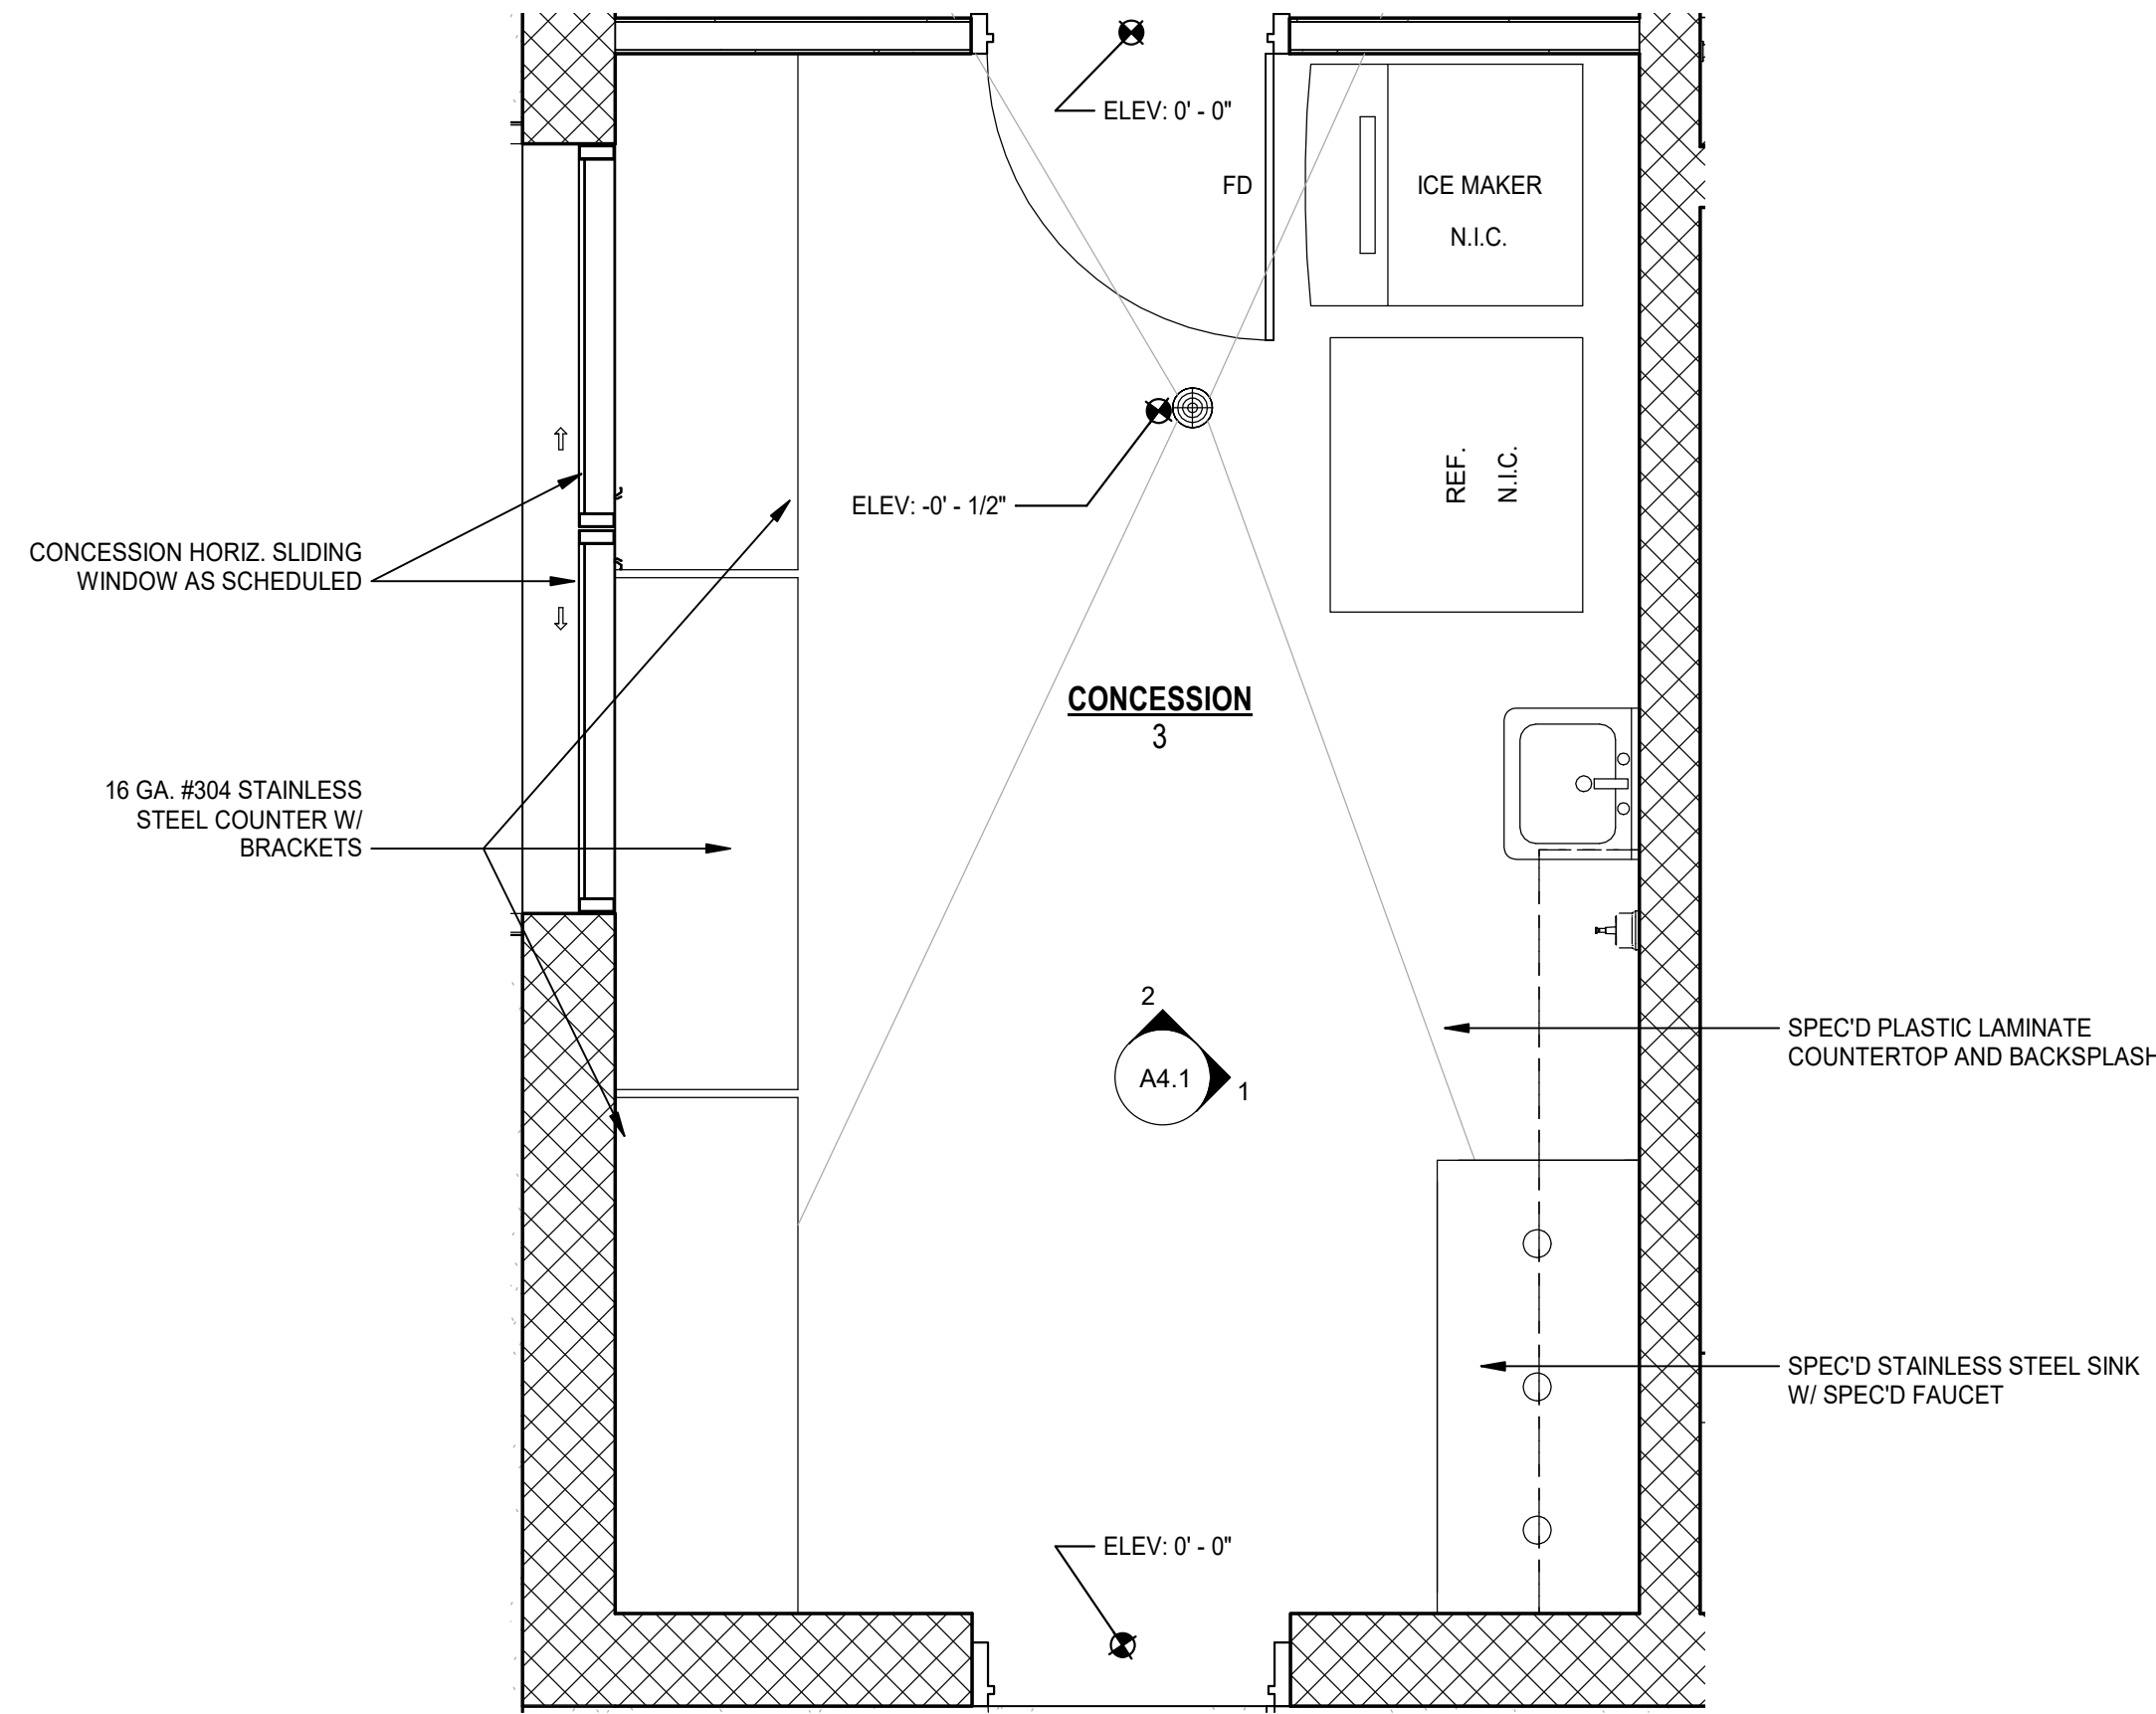 ELEV: 0' - 0"
FD
ICE MAKER
N.I.C.
REF.
N.I.C.
ELEV: -0' - 1/2"
CONCESSION HORIZ. SLIDING
WINDOW AS SCHEDULED
CONCESSION
3
16 GA. #304 STAINLESS
STEEL COUNTER W/
BRACKETS
2
A4.1
1
SPEC'D PLASTIC LAMINATE
COUNTERTOP AND BACKSPLASH
SPEC'D STAINLESS STEEL SINK
W/ SPEC'D FAUCET
ELEV: 0' - 0"